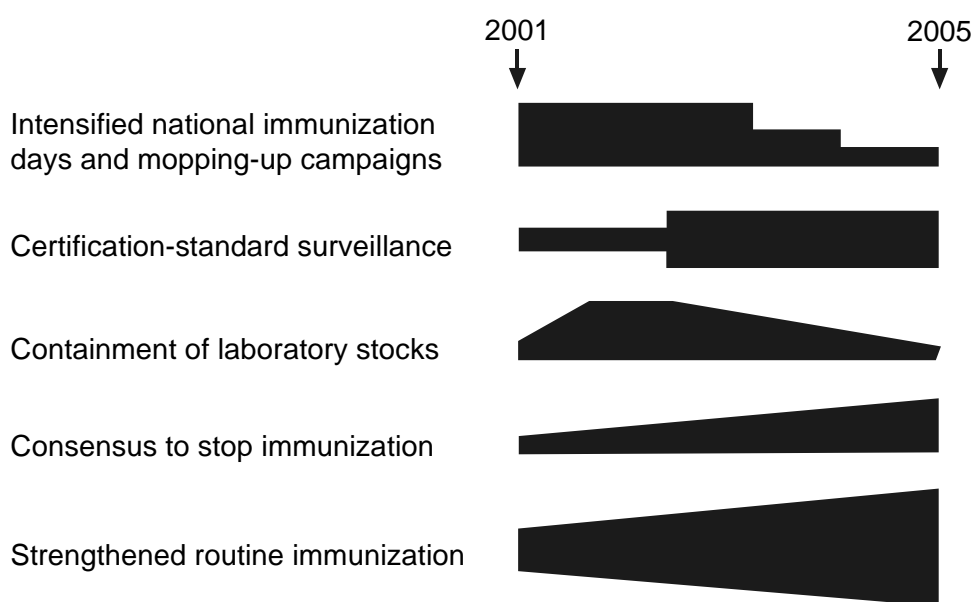 2001 2005
Intensified national immunization
days and mopping-up campaigns
Certification-standard surveillance
Containment of laboratory stocks
Consensus to stop immunization
Strengthened routine immunization